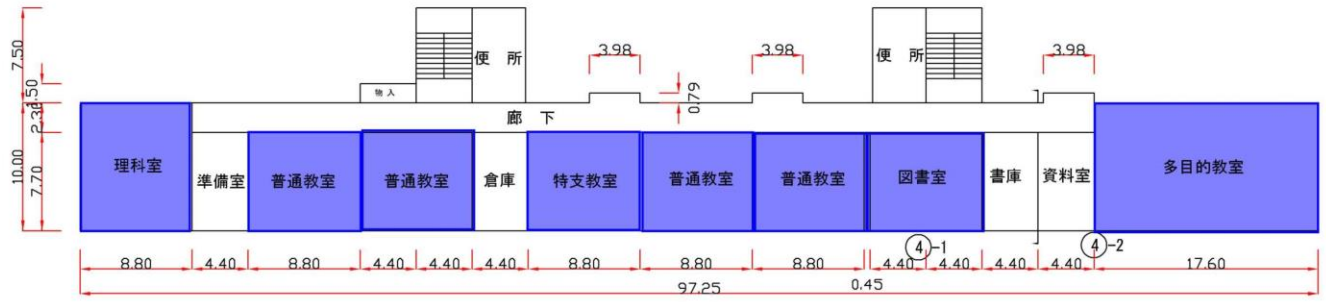 7.50
便 所
3.98
3.98
便 所
3.98
1.50
物入
0.79
2.30
廊 下
10.00
7.70
理科室
準備室
普通教室
普通教室
倉庫
特支教室
普通教室
普通教室
図書室
書庫
資料室
多目的教室
④-1
④-2
8.80
4.40
8.80
4.40
4.40
4.40
8.80
8.80
8.80
4.40
4.40
4.40
4.40
17.60
0.45
97.25